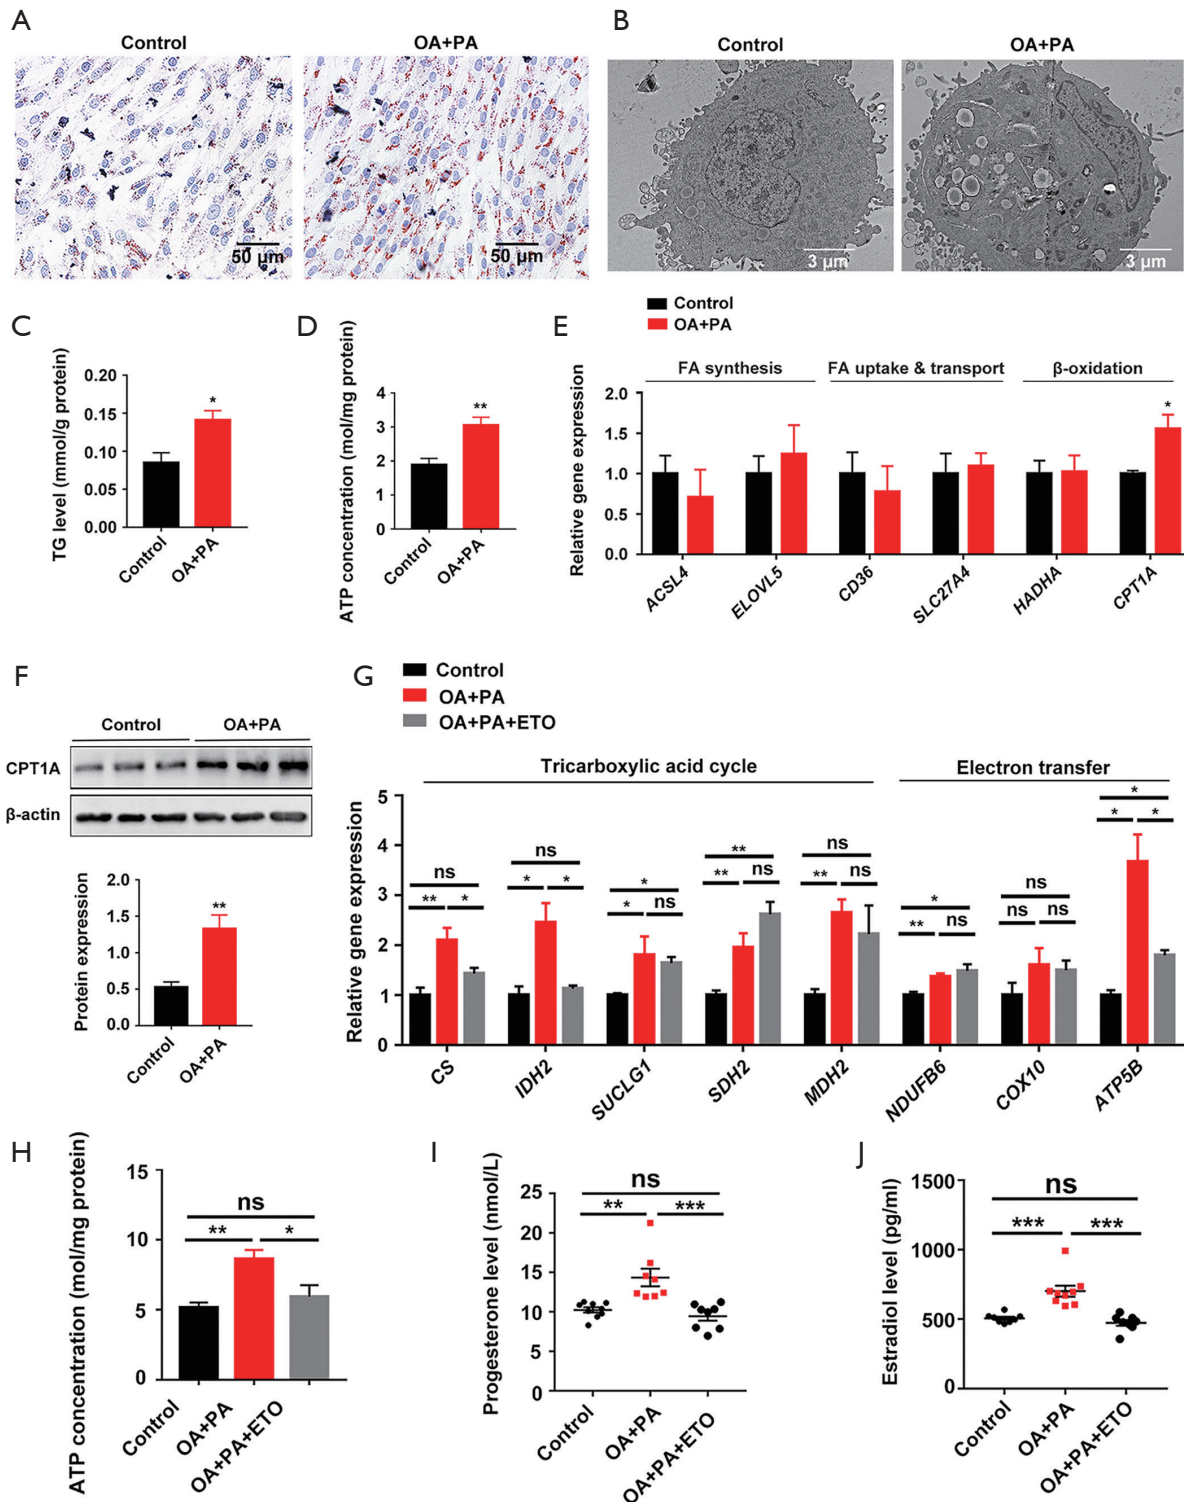 A
Control
OA+PA
50 µm
50 µm
B
Control
OA+PA
3 µm
3 µm
C
TG level (mmol/g protein)
0.20
0.15
0.10
0.05
0.00
*
Control
OA+PA
D
ATP concentration (mol/mg protein)
4
3
2
1
0
**
Control
OA+PA
Control
OA+PA
E
FA synthesis
FA uptake & transport
β-oxidation
Relative gene expression
2.0
1.5
1.0
0.5
0.0
*
ACSL4
ELOVL5
CD36
SLC27A4
HADHA
CPT1A
F
Control
OA+PA
CPT1A
β-actin
Protein expression
2.0
1.5
1.0
0.5
0.0
**
Control
OA+PA
Control
OA+PA
OA+PA+ETO
G
Tricarboxylic acid cycle
Electron transfer
Relative gene expression
5
4
3
2
1
0
ns
** *
ns
* *
*
* ns
**
** ns
ns
** ns
*
** ns
ns
ns ns
*
* *
CS
IDH2
SUCLG1
SDH2
MDH2
NDUFB6
COX10
ATP5B
H
ATP concentration (mol/mg protein)
15
10
5
0
ns
** *
Control
OA+PA
OA+PA+ETO
I
Progesterone level (nmol/L)
25
20
15
10
5
0
ns
** ***
Control
OA+PA
OA+PA+ETO
J
Estradiol level (pg/ml)
1500
1000
500
0
ns
*** ***
Control
OA+PA
OA+PA+ETO